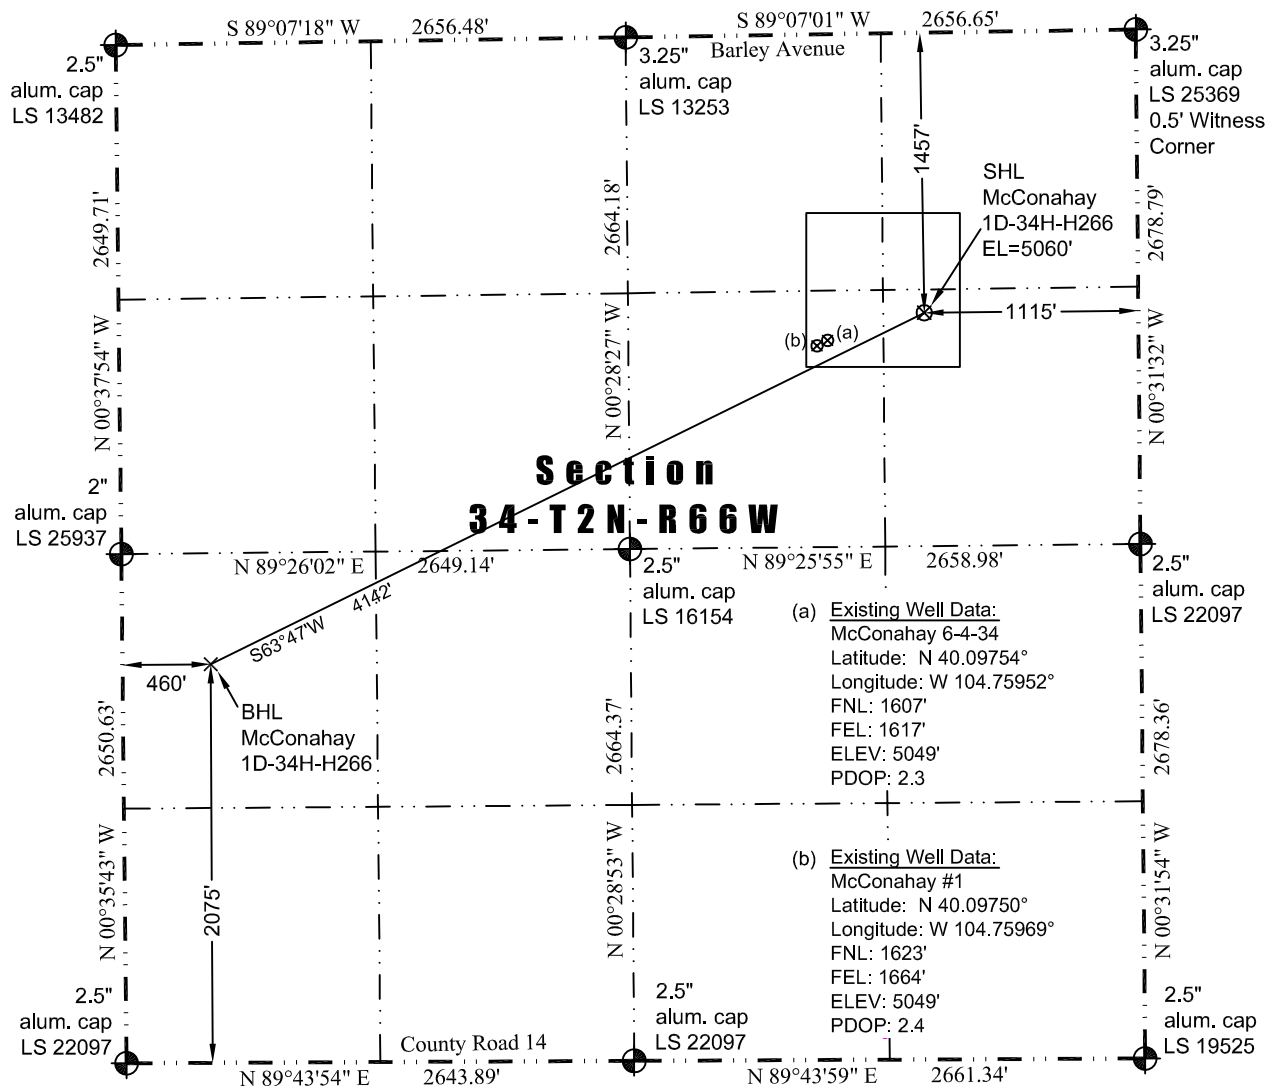 S 89°07'18" W 2656.48'
S 89°07'01" W 2656.65'
Barley Avenue
2.5"
alum. cap
LS 13482
3.25"
alum. cap
LS 13253
3.25"
alum. cap
LS 25369
0.5' Witness
Corner
1457'
SHL
McConahay
1D-34H-H266
EL=5060'
2649.71'
2664.18'
2678.79'
1115'
(b) (a)
N 00°37'54" W
N 00°28'27" W
N 00°31'32" W
Section
34-T2N-R66W
2"
alum. cap
LS 25937
N 89°26'02" E 2649.14'
N 89°25'55" E 2658.98'
2.5"
alum. cap
LS 16154
2.5"
alum. cap
LS 22097
S63°47'W 4142'
460'
BHL
McConahay
1D-34H-H266
(a) Existing Well Data:
McConahay 6-4-34
Latitude: N 40.09754°
Longitude: W 104.75952°
FNL: 1607'
FEL: 1617'
ELEV: 5049'
PDOP: 2.3
2650.63'
2664.37'
2678.36'
(b) Existing Well Data:
McConahay #1
Latitude: N 40.09750°
Longitude: W 104.75969°
FNL: 1623'
FEL: 1664'
ELEV: 5049'
PDOP: 2.4
N 00°35'43" W
2075'
N 00°28'53" W
N 00°31'54" W
2.5"
alum. cap
LS 22097
2.5"
alum. cap
LS 22097
2.5"
alum. cap
LS 19525
County Road 14
N 89°43'54" E 2643.89'
N 89°43'59" E 2661.34'